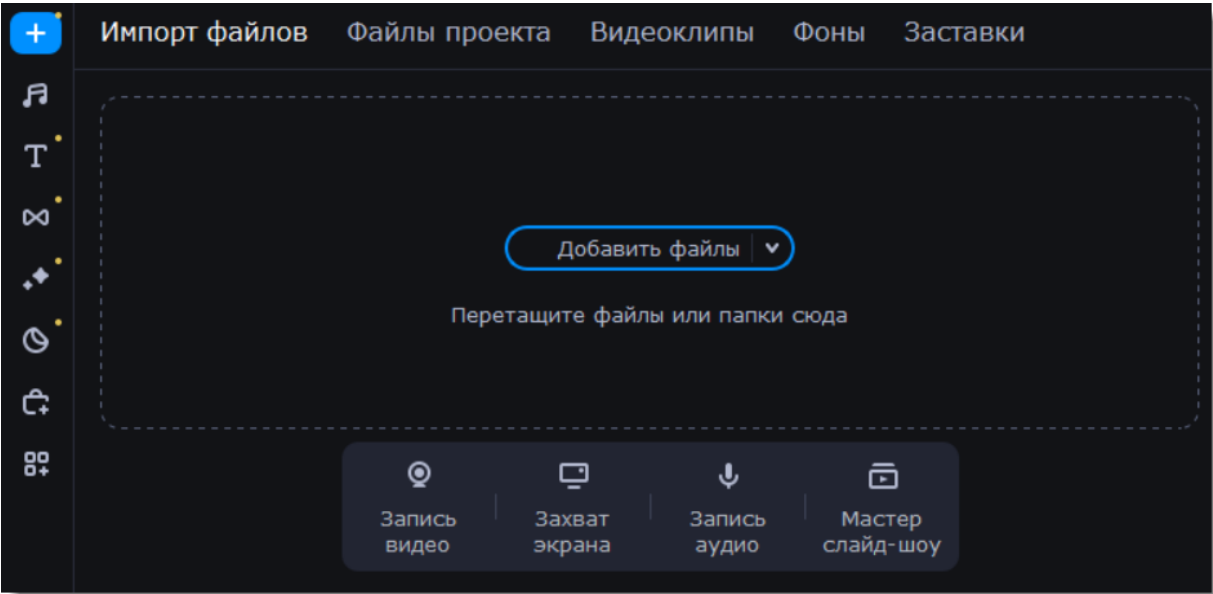 Импорт файлов Файлы проекта Видеоклипы Фоны Заставки
Добавить файлы
Перетащите файлы или папки сюда
Запись видео
Захват экрана
Запись аудио
Мастер слайд-шоу